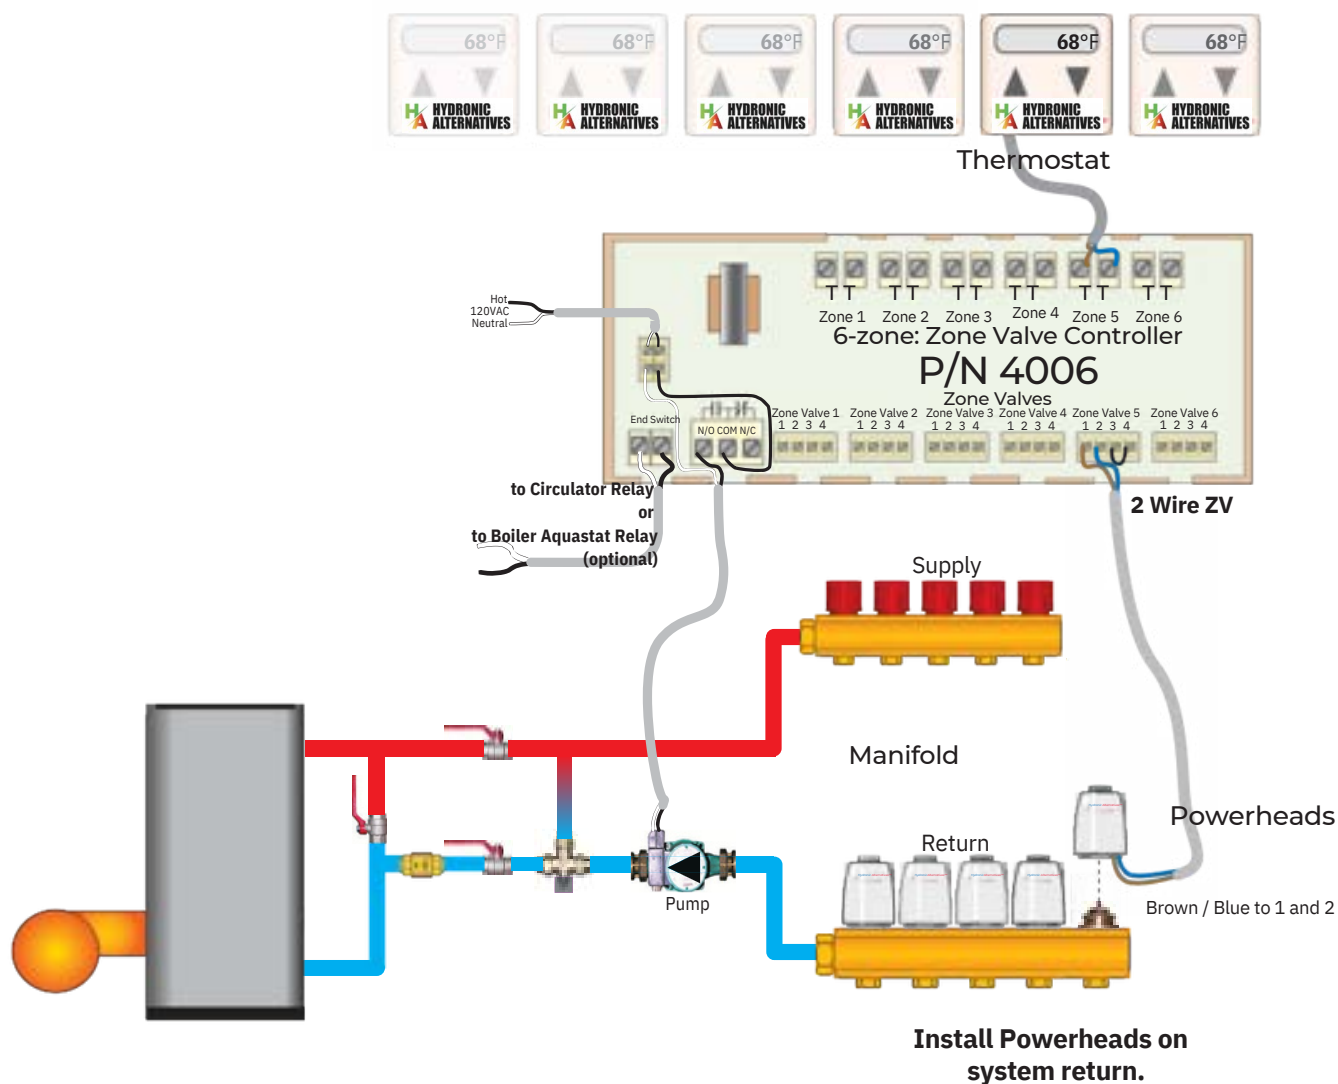 68°F 68°F 68°F 68°F 68°F 68°F
HA HYDRONIC ALTERNATIVES
HA HYDRONIC ALTERNATIVES
HA HYDRONIC ALTERNATIVES
HA HYDRONIC ALTERNATIVES
HA HYDRONIC ALTERNATIVES
HA HYDRONIC ALTERNATIVES
Thermostat
Hot
120VAC
Neutral
Zone 1 Zone 2 Zone 3 Zone 4 Zone 5 Zone 6
6-zone: Zone Valve Controller
P/N 4006
Zone Valves
End Switch
N/O COM N/C
Zone Valve 1 Zone Valve 2 Zone Valve 3 Zone Valve 4 Zone Valve 5 Zone Valve 6
1 2 3 4 1 2 3 4 1 2 3 4 1 2 3 4 1 2 3 4 1 2 3 4
to Circulator Relay
or
to Boiler Aquastat Relay
(optional)
2 Wire ZV
Supply
Manifold
Powerheads
Return
Pump
Brown / Blue to 1 and 2
Install Powerheads on
system return.